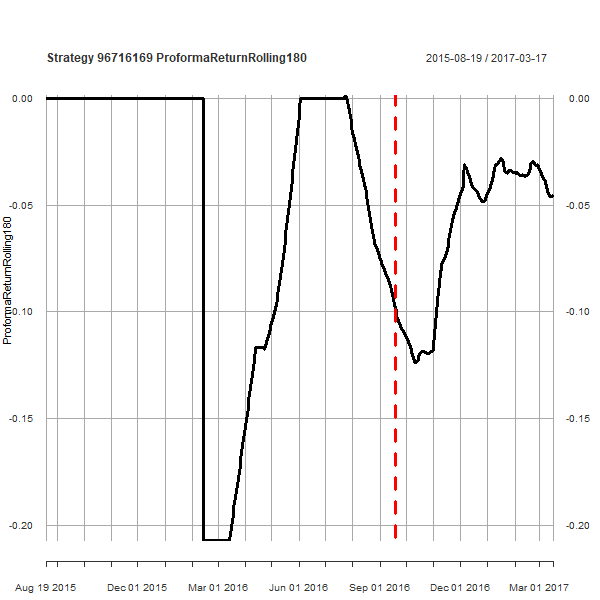 Strategy 96716169 ProformaReturnRolling180 2015-08-19 / 2017-03-17
0.00 0.00
-0.05 -0.05
ProformaReturnRolling180
-0.10 -0.10
-0.15 -0.15
-0.20 -0.20
Aug 19 2015 Dec 01 2015 Mar 01 2016 Jun 01 2016 Sep 01 2016 Dec 01 2016 Mar 01 2017